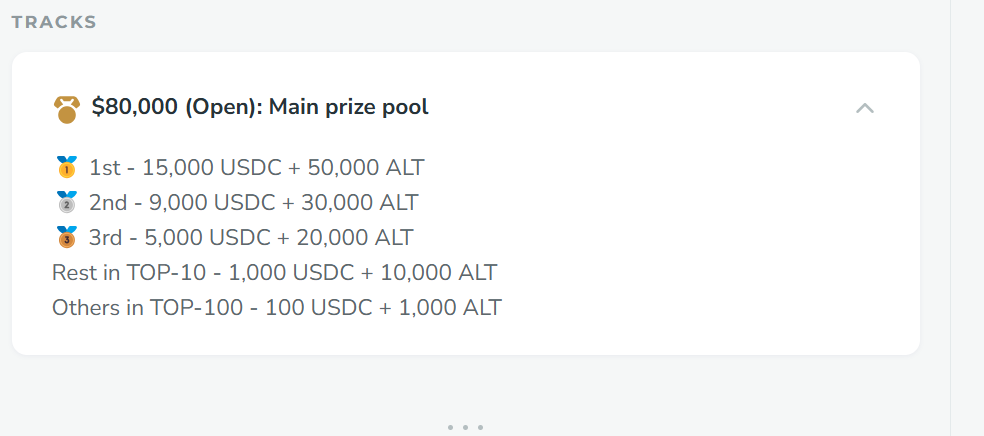 TRACKS
$80,000 (Open): Main prize pool
1st - 15,000 USDC + 50,000 ALT
2nd - 9,000 USDC + 30,000 ALT
3rd - 5,000 USDC + 20,000 ALT
Rest in TOP-10 - 1,000 USDC + 10,000 ALT
Others in TOP-100 - 100 USDC + 1,000 ALT